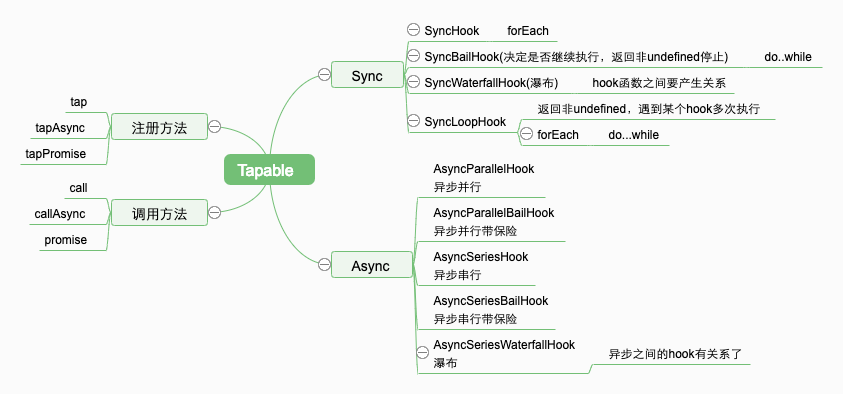 Tapable
注册方法
tap
tapAsync
tapPromise
调用方法
call
callAsync
promise
Sync
SyncHook
forEach
SyncBailHook(决定是否继续执行，返回非undefined停止)
do..while
SyncWaterfallHook(瀑布)
hook函数之间要产生关系
SyncLoopHook
返回非undefined，遇到某个hook多次执行
forEach
do...while
Async
AsyncParallelHook
异步并行
AsyncParallelBailHook
异步并行带保险
AsyncSeriesHook
异步串行
AsyncSeriesBailHook
异步串行带保险
AsyncSeriesWaterfallHook
瀑布
异步之间的hook有关系了